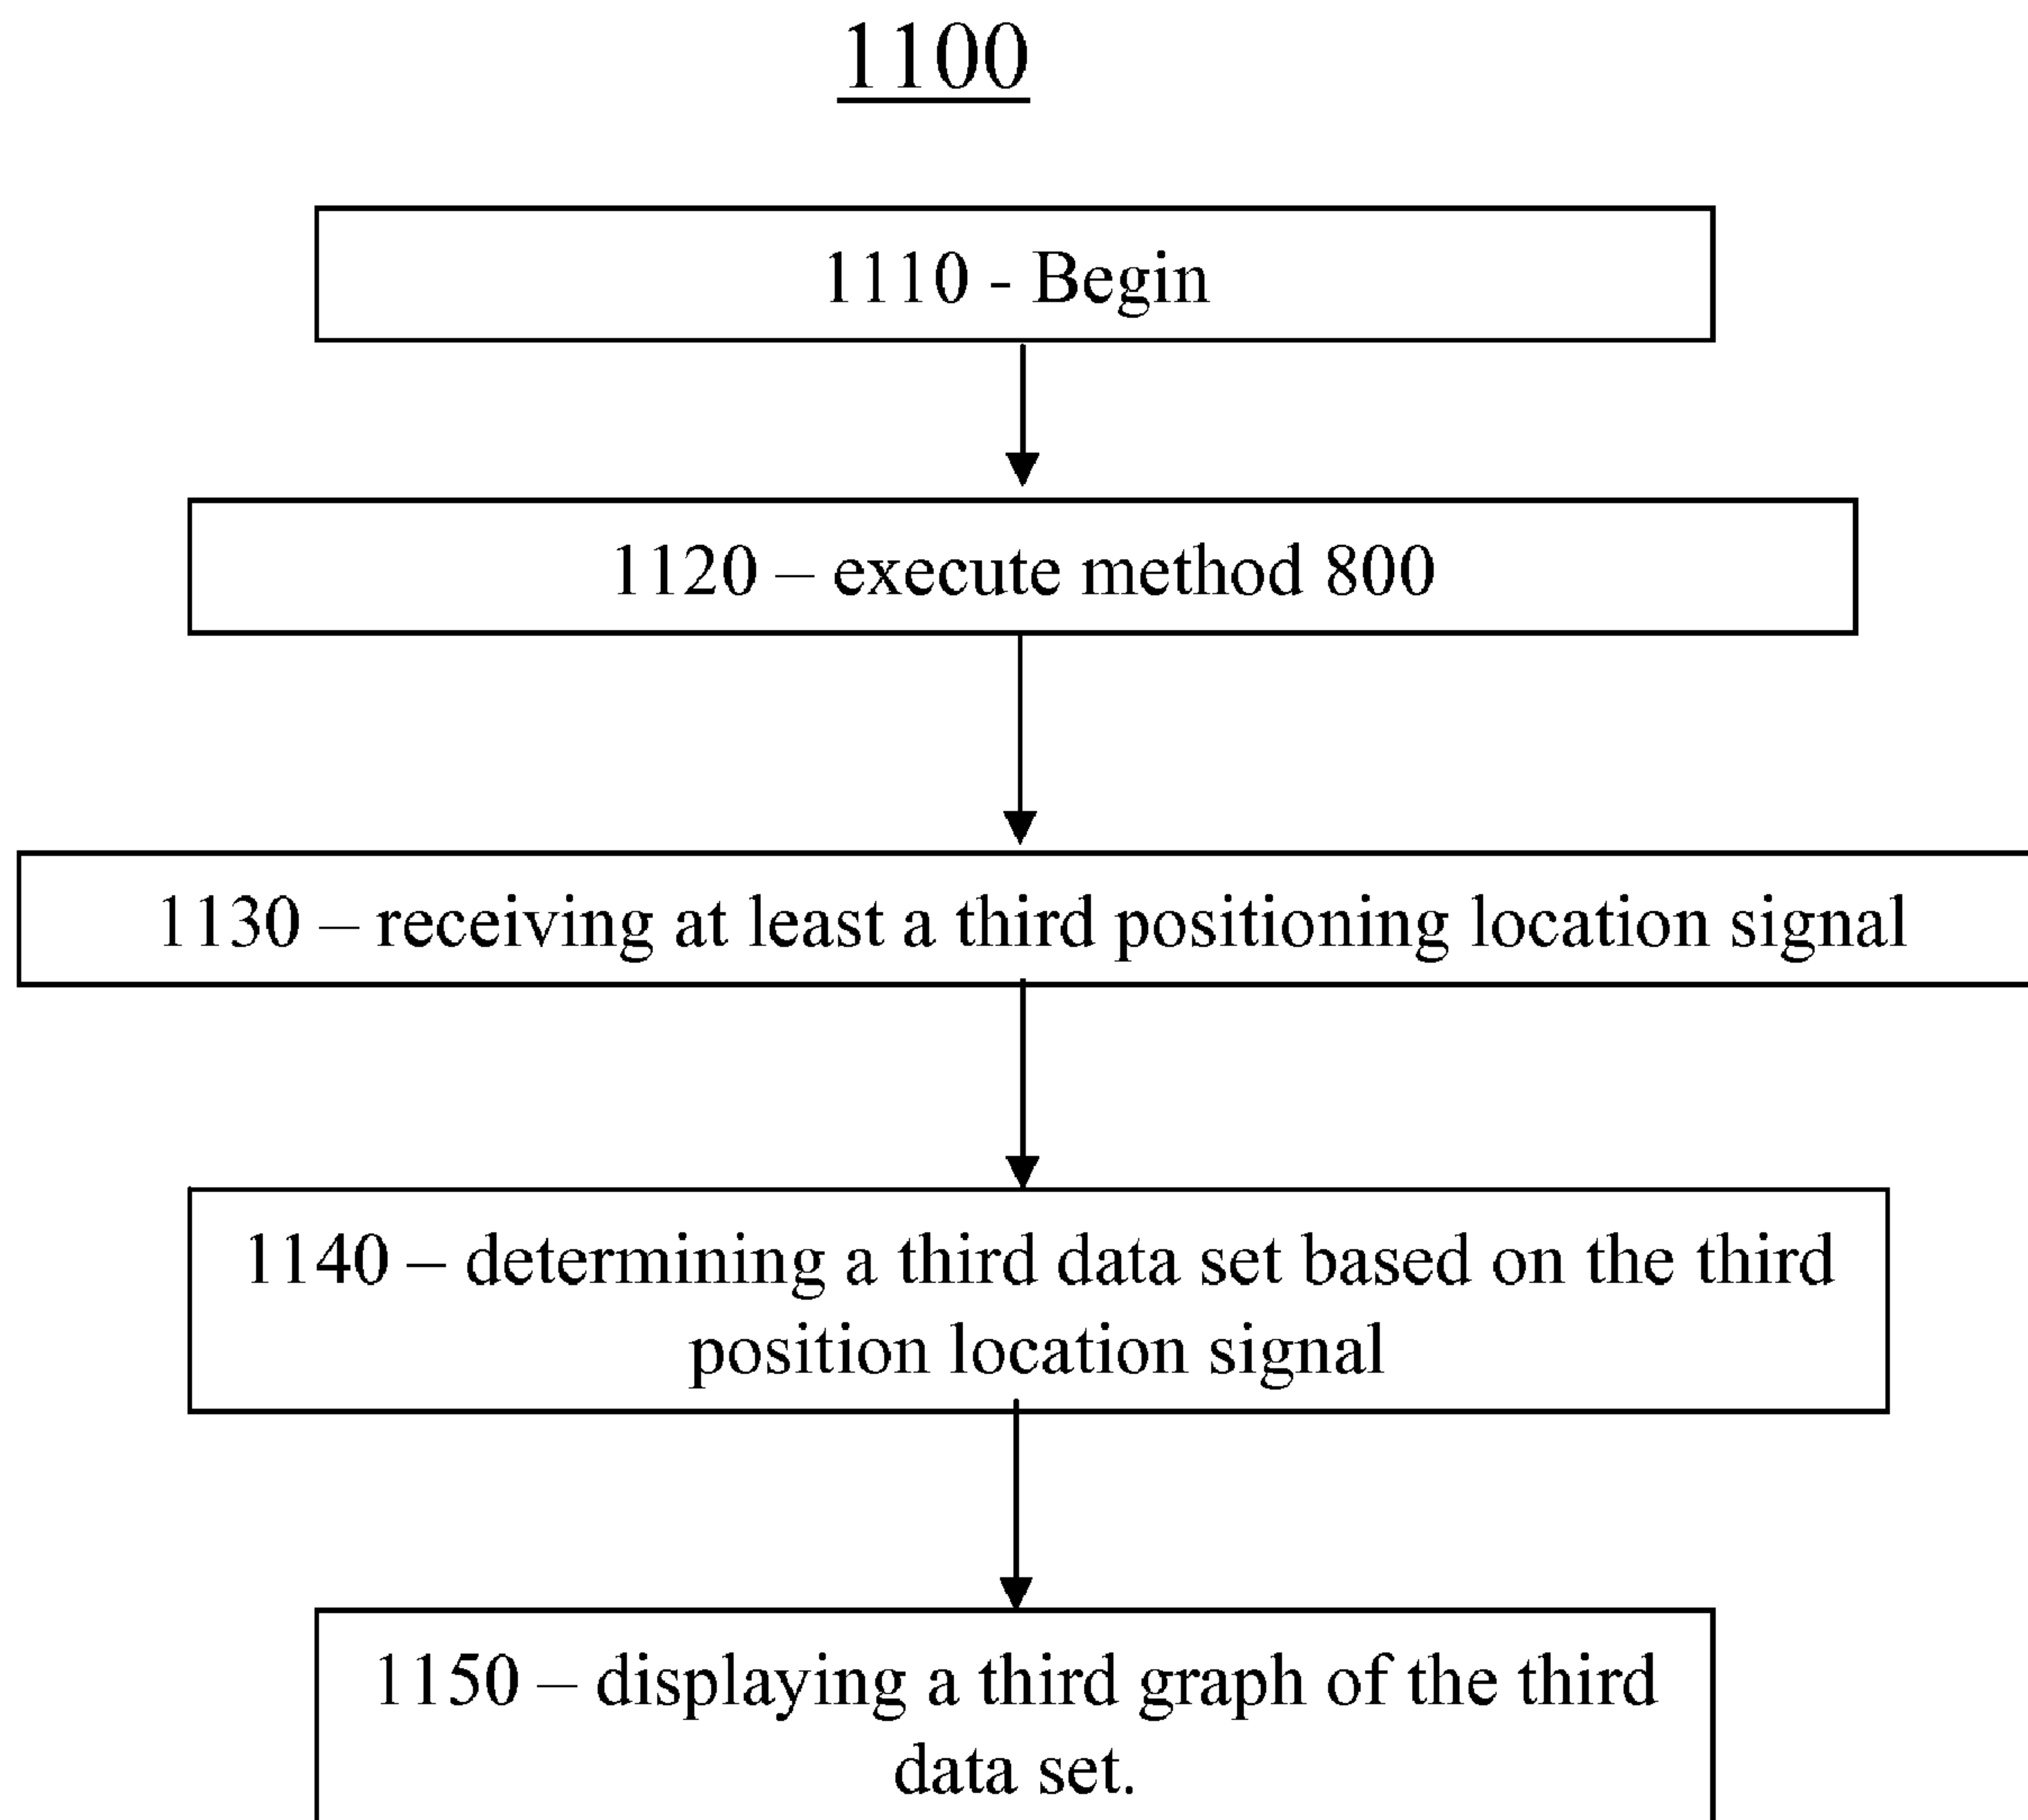 1100
1110 - Begin
1120 – execute method 800
1130 – receiving at least a third positioning location signal
1140 – determining a third data set based on the third
position location signal
1150 – displaying a third graph of the third
data set.